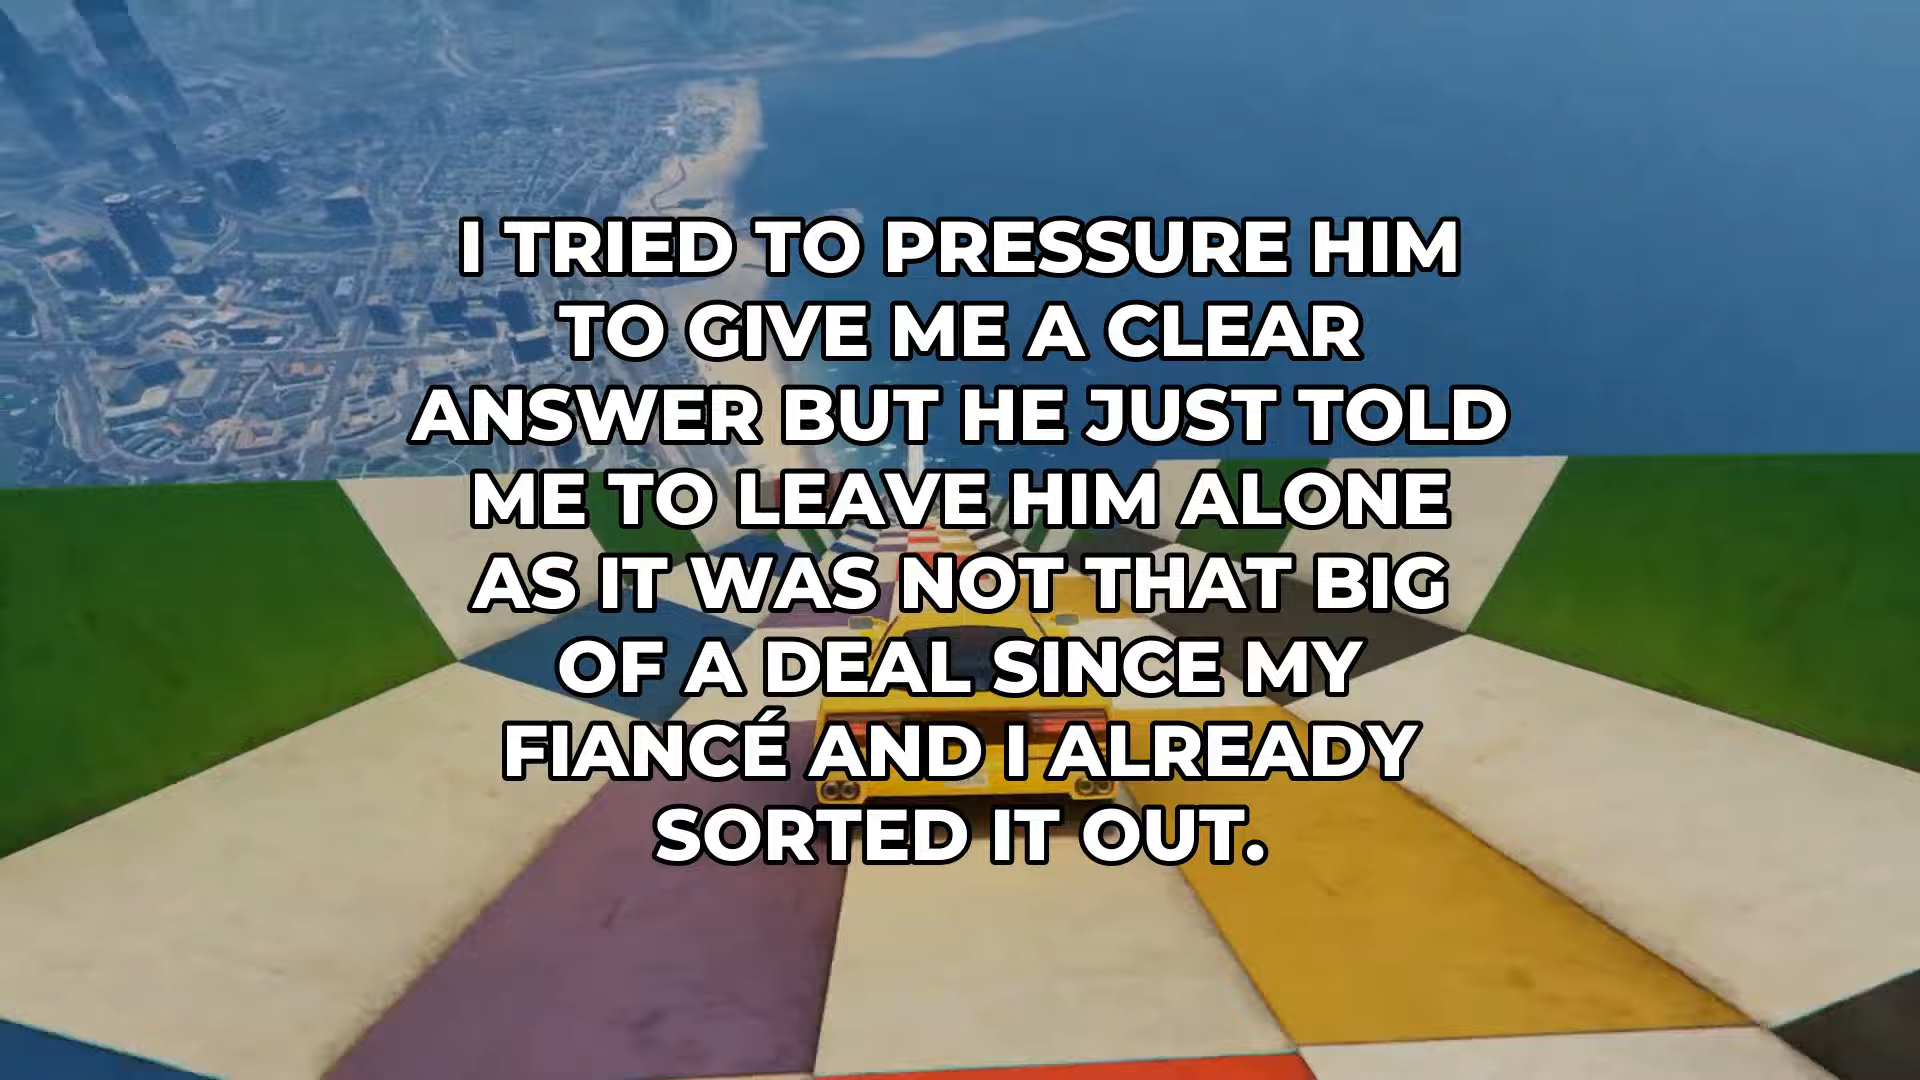 I TRIED TO PRESSURE HIM
TO GIVE ME A CLEAR
ANSWER BUT HE JUST TOLD
ME TO LEAVE HIM ALONE
AS IT WAS NOT THAT BIG
OF A DEAL SINCE MY
FIANCÉ AND I ALREADY
SORTED IT OUT.